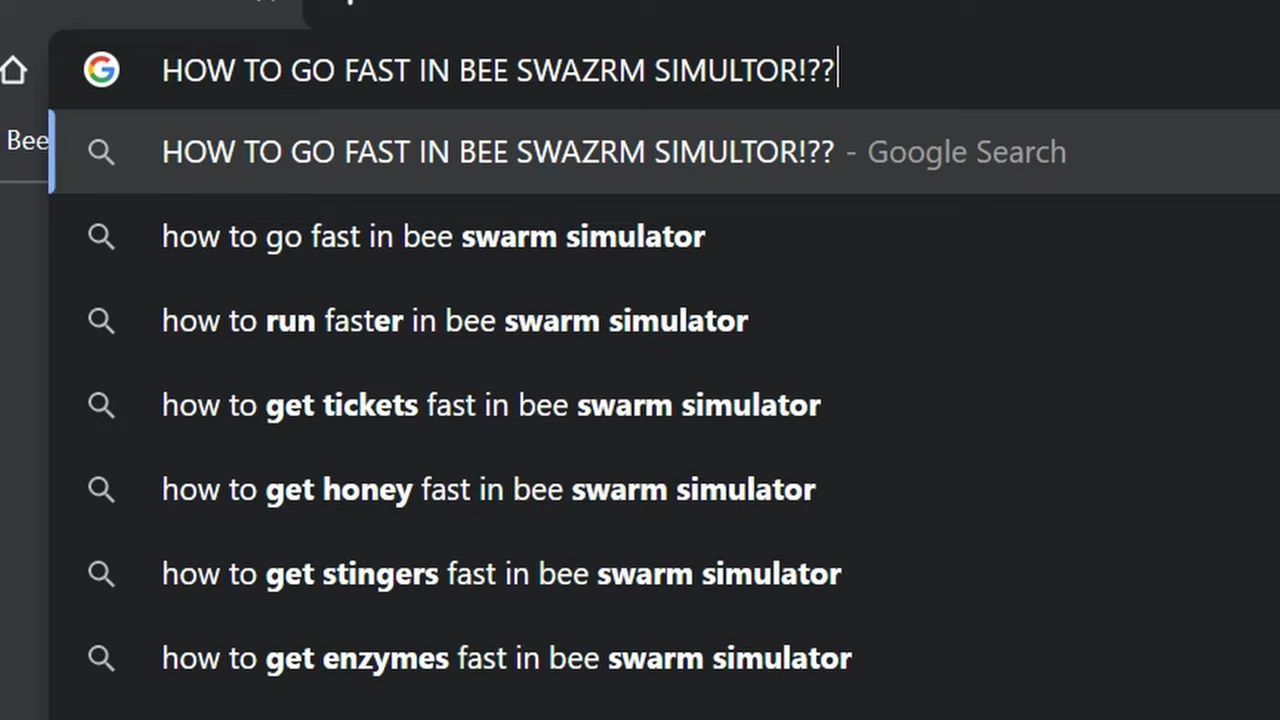 HOW TO GO FAST IN BEE SWAZRM SIMULTOR!??
Bee
HOW TO GO FAST IN BEE SWAZRM SIMULTOR!?? - Google Search
how to go fast in bee swarm simulator
how to run faster in bee swarm simulator
how to get tickets fast in bee swarm simulator
how to get honey fast in bee swarm simulator
how to get stingers fast in bee swarm simulator
how to get enzymes fast in bee swarm simulator